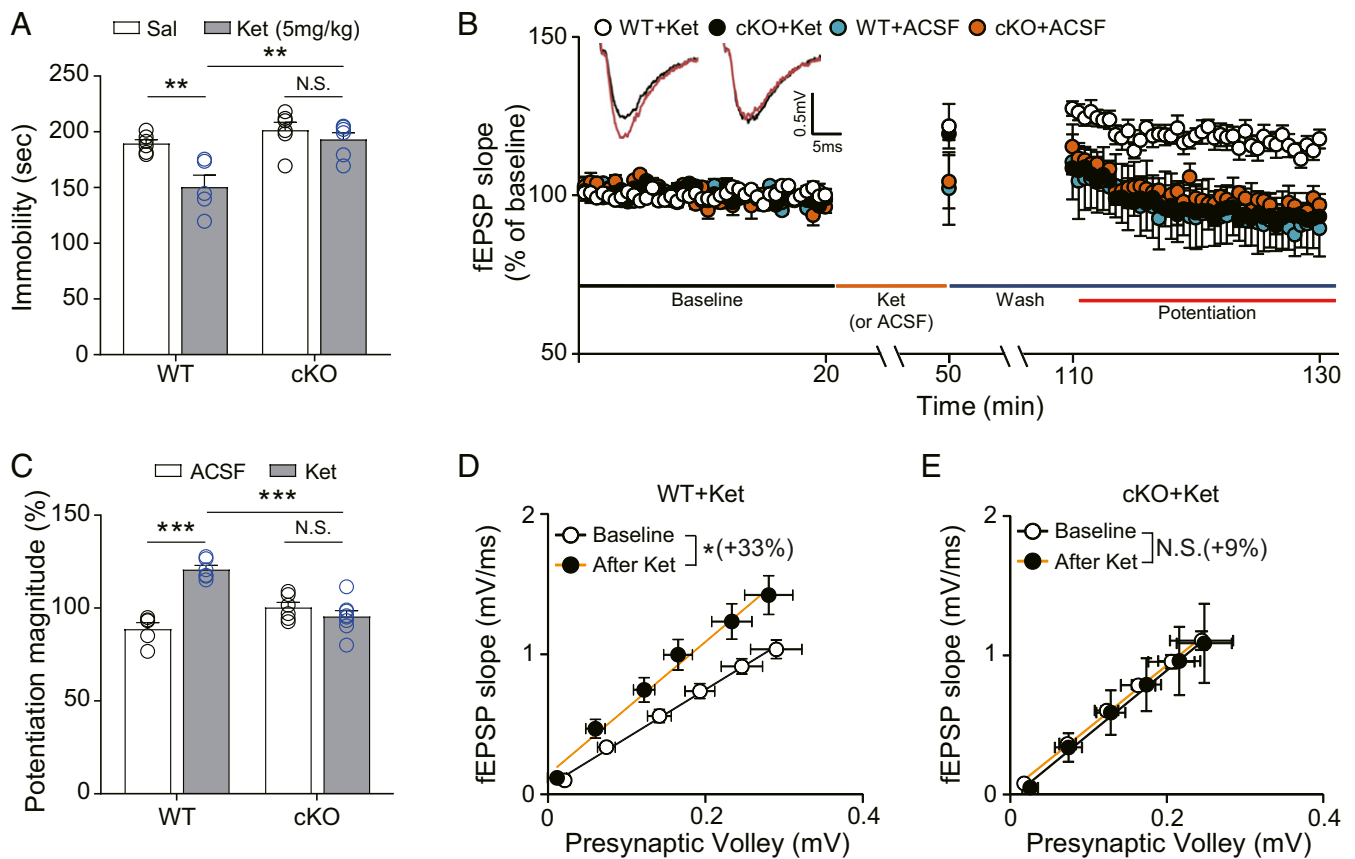 A
Sal
Ket (5mg/kg)
**
**
N.S.
Immobility (sec)
250
200
150
100
50
0
WT
cKO
B
WT+Ket
cKO+Ket
WT+ACSF
cKO+ACSF
0.5mV
5ms
fEPSP slope
(% of baseline)
150
100
50
Baseline
Ket
(or ACSF)
Wash
Potentiation
20
50
110
130
Time (min)
C
ACSF
Ket
***
***
N.S.
Potentiation magnitude (%)
150
100
50
0
WT
cKO
D
WT+Ket
Baseline
After Ket
*(+33%)
fEPSP slope (mV/ms)
2
1
0
0
0.2
0.4
Presynaptic Volley (mV)
E
cKO+Ket
Baseline
After Ket
N.S.(+9%)
fEPSP slope (mV/ms)
2
1
0
0
0.2
0.4
Presynaptic Volley (mV)